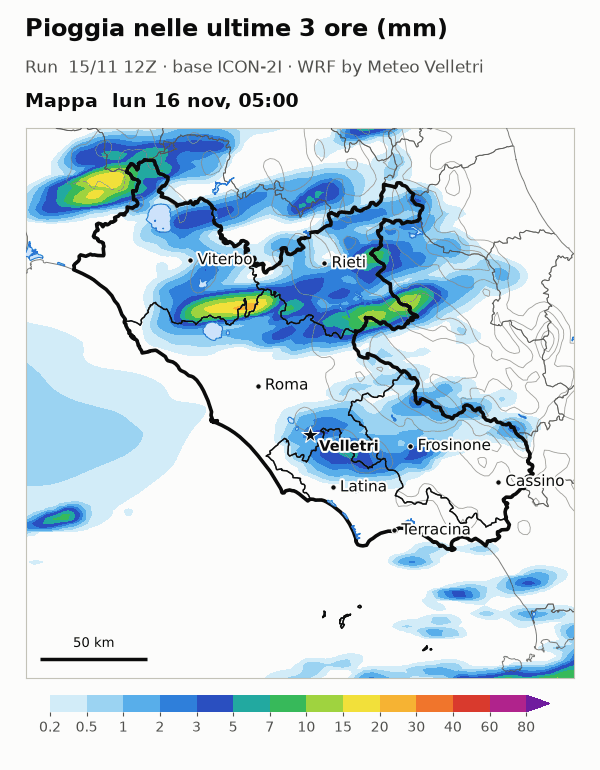 Pioggia nelle ultime 3 ore (mm)
Run  15/11 12Z · base ICON-2I · WRF by Meteo Velletri
Mappa  lun 16 nov, 05:00
Viterbo
Rieti
Roma
Velletri
Frosinone
Latina
Cassino
Terracina
50 km
0.2 0.5 1 2 3 5 7 10 15 20 30 40 60 80